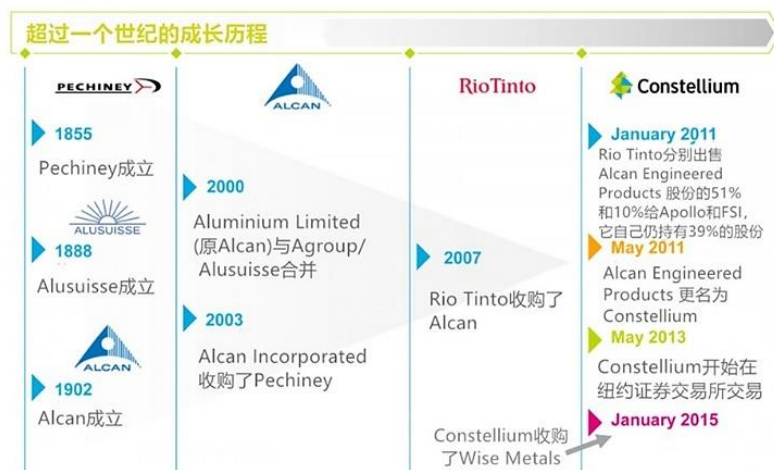 超过一个世纪的成长历程
PECHINEY
1855
Pechiney成立
ALUSUISSE
1888
Alusuisse成立
ALCAN
1902
Alcan成立
ALCAN
2000
Aluminium Limited
(原Alcan)与Agroup/
Alusuisse合并
2003
Alcan Incorporated
收购了Pechiney
RioTinto
2007
Rio Tinto收购了
Alcan
Constellium
January 2011
Rio Tinto分别出售
Alcan Engineered
Products 股份的51%
和10%给Apollo和FSI,
它自己仍持有39%的股份
May 2011
Alcan Engineered
Products 更名为
Constellium
May 2013
Constellium开始在
纽约证券交易所交易
January 2015
Constellium收购
了Wise Metals